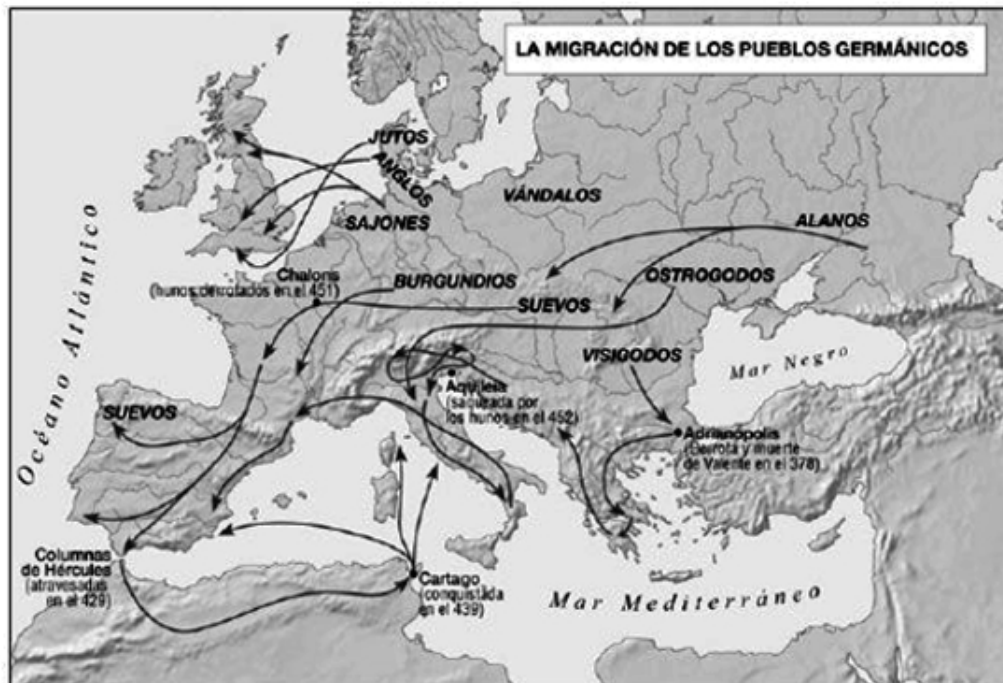 LA MIGRACIÓN DE LOS PUEBLOS GERMÁNICOS
JUTOS
ANGLOS
SAJONES
VÁNDALOS
ALANOS
Chalons
(hunos derrotados en el 451)
BURGUNDIOS
OSTROGODOS
SUEVOS
Océano Atlántico
VISIGODOS
Mar Negro
SUEVOS
Aquileia
(saqueada por
los hunos en el 452)
Adrianópolis
(derrota y muerte
de Valente en el 378)
Columnas
de Hércules
(atravesadas
en el 429)
Cartago
(conquistada
en el 439)
Mar Mediterráneo